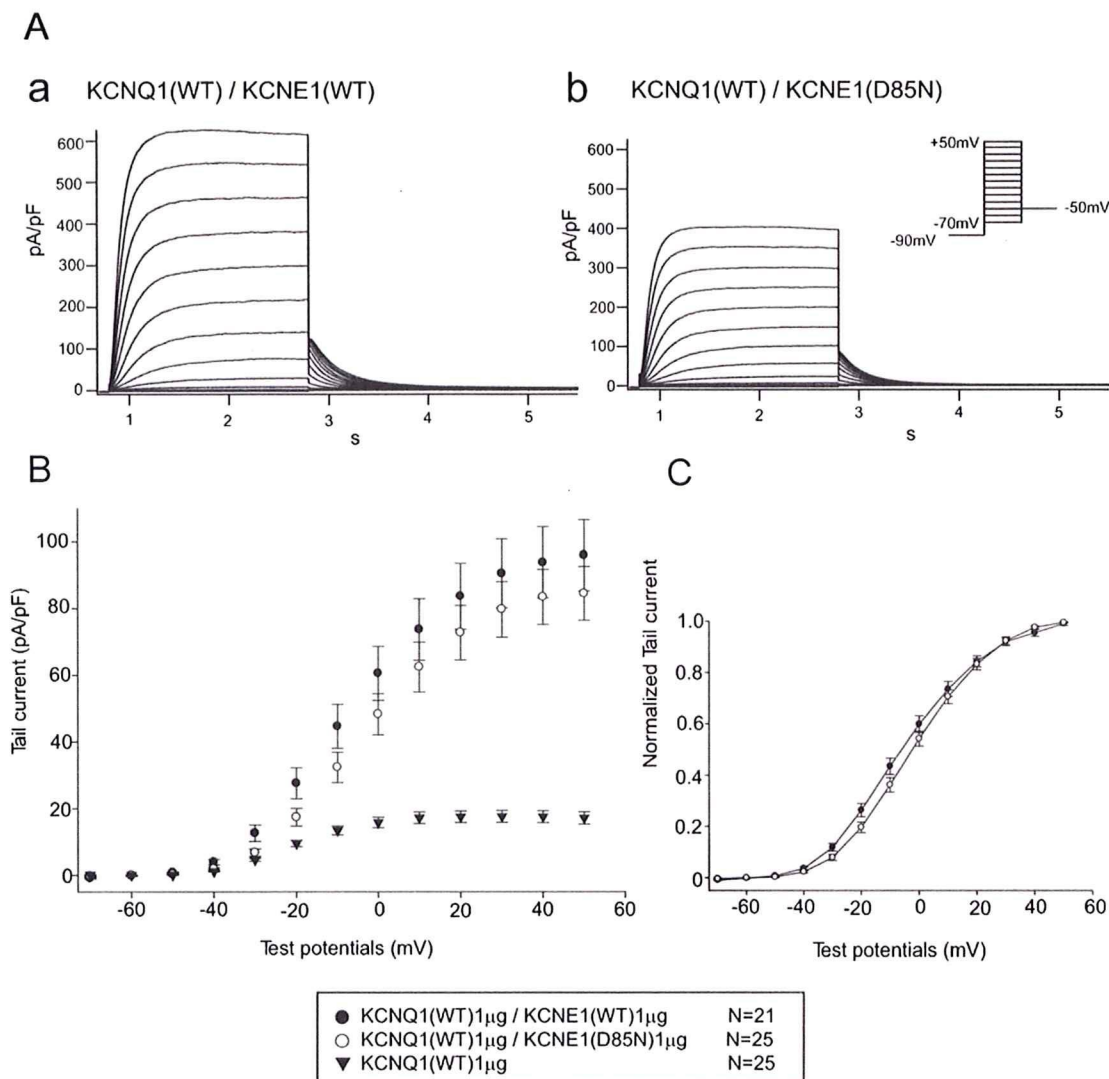 A
a KCNQ1(WT) / KCNE1(WT)
600
500
400
300
200
100
0
pA/pF
1 2 3 4 5
s
b KCNQ1(WT) / KCNE1(D85N)
600
500
400
300
200
100
0
pA/pF
1 2 3 4 5
s
+50mV
-50mV
-70mV
-90mV
B
100
80
60
40
20
0
Tail current (pA/pF)
-60 -40 -20 0 20 40 60
Test potentials (mV)
C
1.0
0.8
0.6
0.4
0.2
0.0
Normalized Tail current
-60 -40 -20 0 20 40 60
Test potentials (mV)
KCNQ1(WT)1μg / KCNE1(WT)1μg N=21
KCNQ1(WT)1μg / KCNE1(D85N)1μg N=25
KCNQ1(WT)1μg N=25